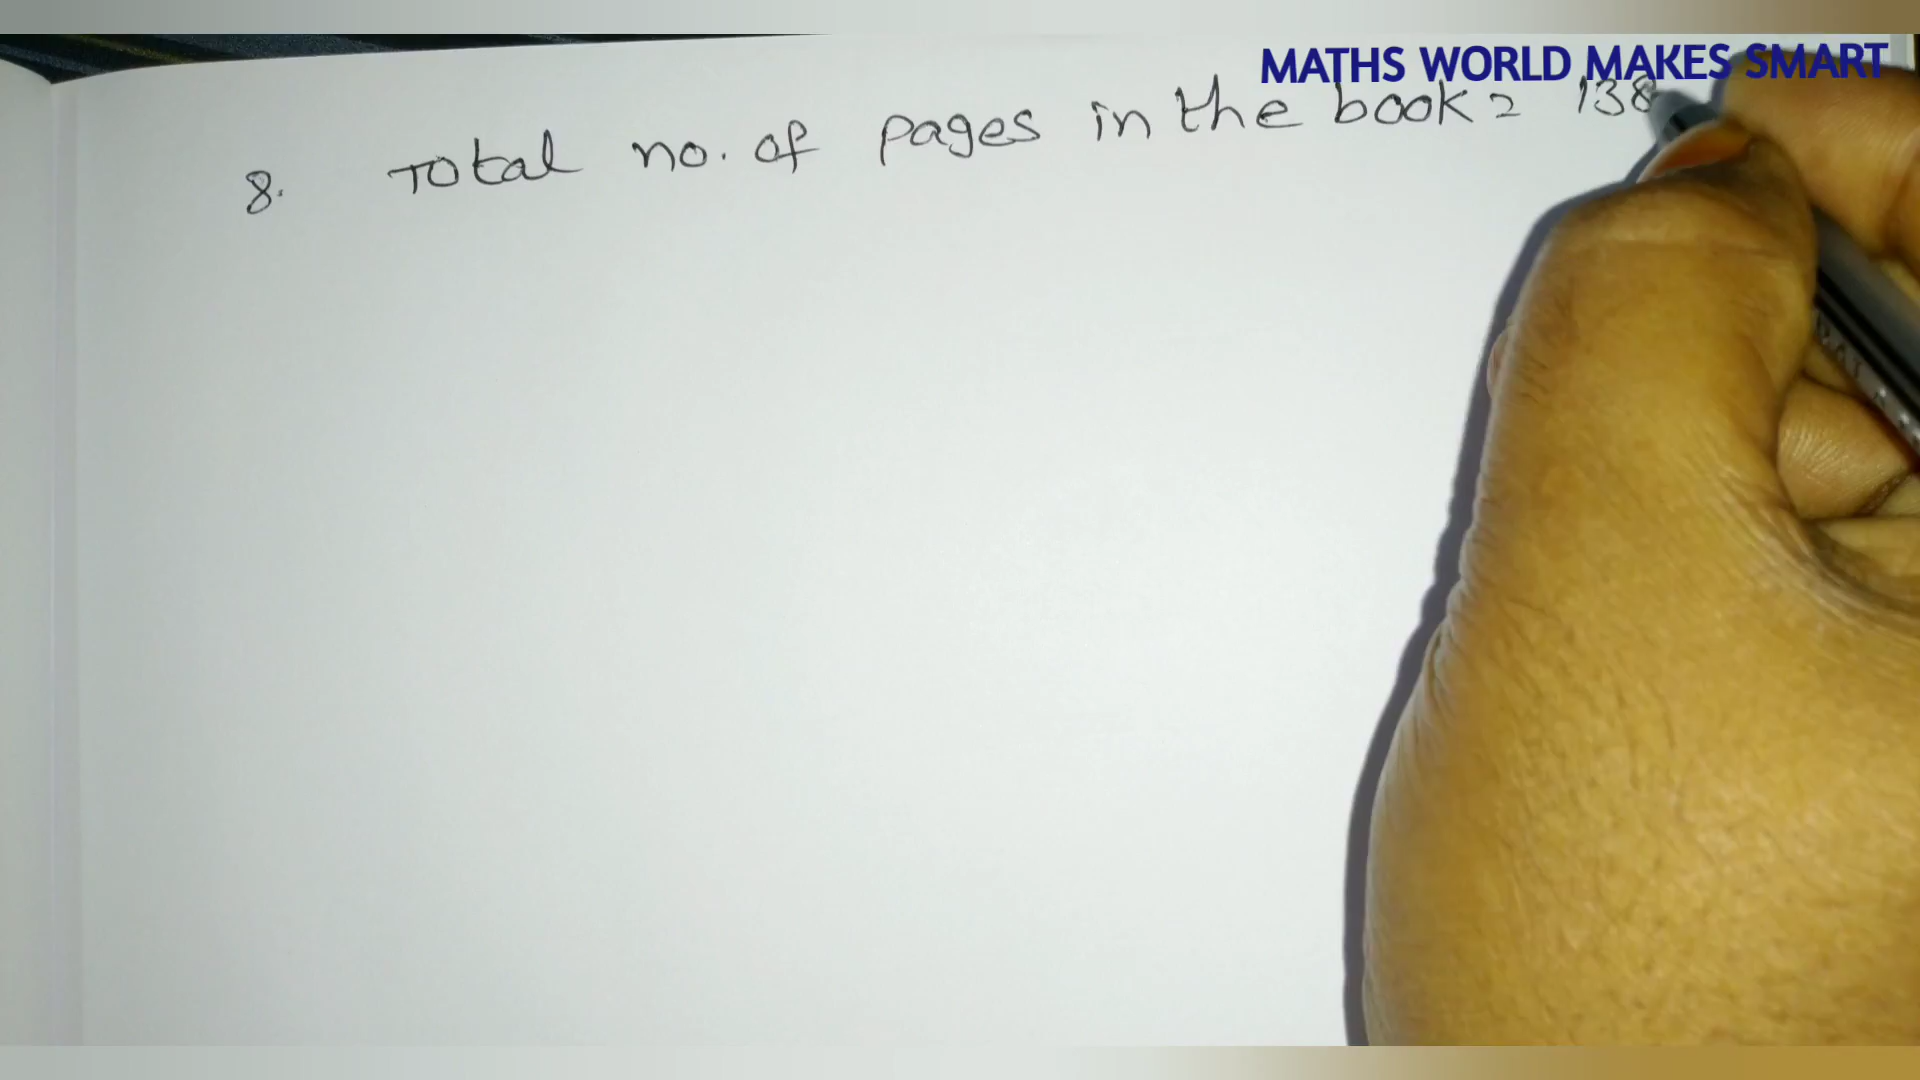 MATHS WORLD MAKES SMART
8. Total no. of pages in the book = 138